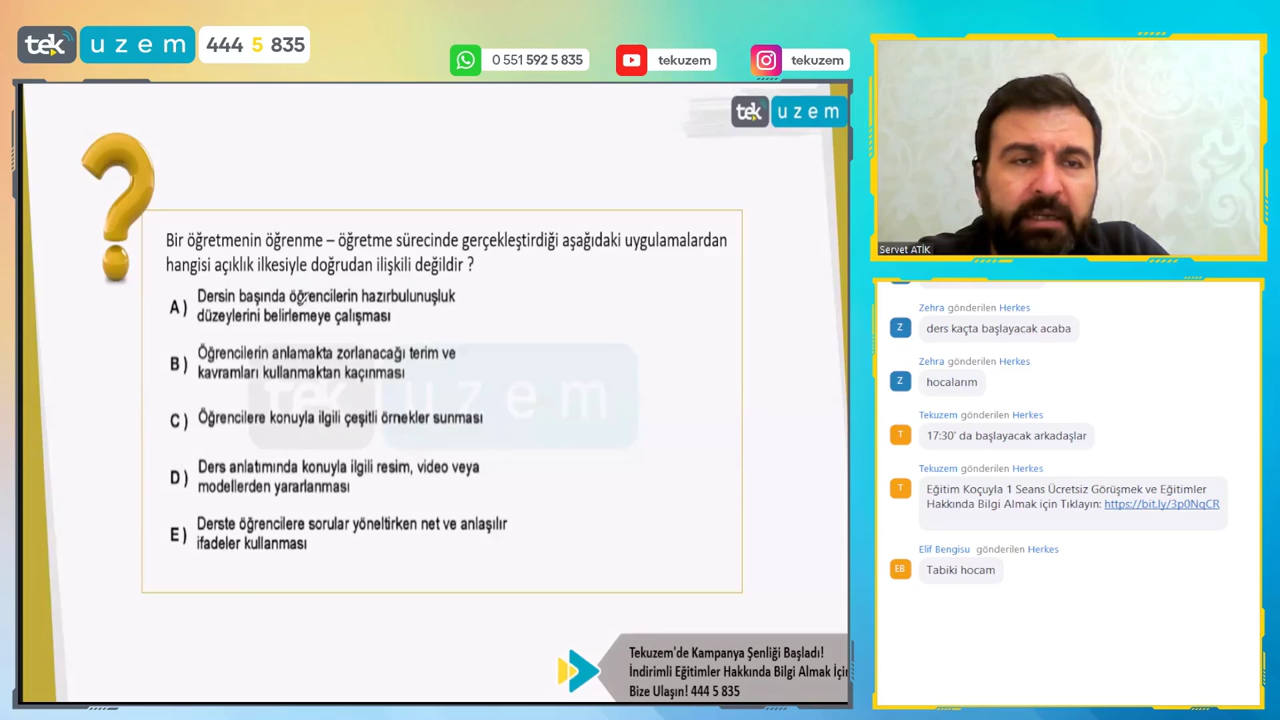 tek uzem 444 5 835
0 551 592 5 835
tekuzem
tekuzem
tek uzem
Bir öğretmenin öğrenme – öğretme sürecinde gerçekleştirdiği aşağıdaki uygulamalardan
hangisi açıklık ilkesiyle doğrudan ilişkili değildir ?
A) Dersin başında öğrencilerin hazırbulunuşluk
düzeylerini belirlemeye çalışması
B) Öğrencilerin anlamakta zorlanacağı terim ve
kavramları kullanmaktan kaçınması
C) Öğrencilere konuyla ilgili çeşitli örnekler sunması
D) Ders anlatımında konuyla ilgili resim, video veya
modellerden yararlanması
E) Derste öğrencilere sorular yöneltirken net ve anlaşılır
ifadeler kullanması
tek uzem
Tekuzem'de Kampanya Şenliği Başladı!
İndirimli Eğitimler Hakkında Bilgi Almak İçin
Bize Ulaşın! 444 5 835
Servet ATİK
Zehra gönderilen Herkes
Z ders kaçta başlayacak acaba
Zehra gönderilen Herkes
Z hocalarım
Tekuzem gönderilen Herkes
T 17:30' da başlayacak arkadaşlar
Tekuzem gönderilen Herkes
T Eğitim Koçuyla 1 Seans Ücretsiz Görüşmek ve Eğitimler
Hakkında Bilgi Almak için Tıklayın: https://bit.ly/3p0NqCR
Elif Bengisu gönderilen Herkes
EB Tabiki hocam